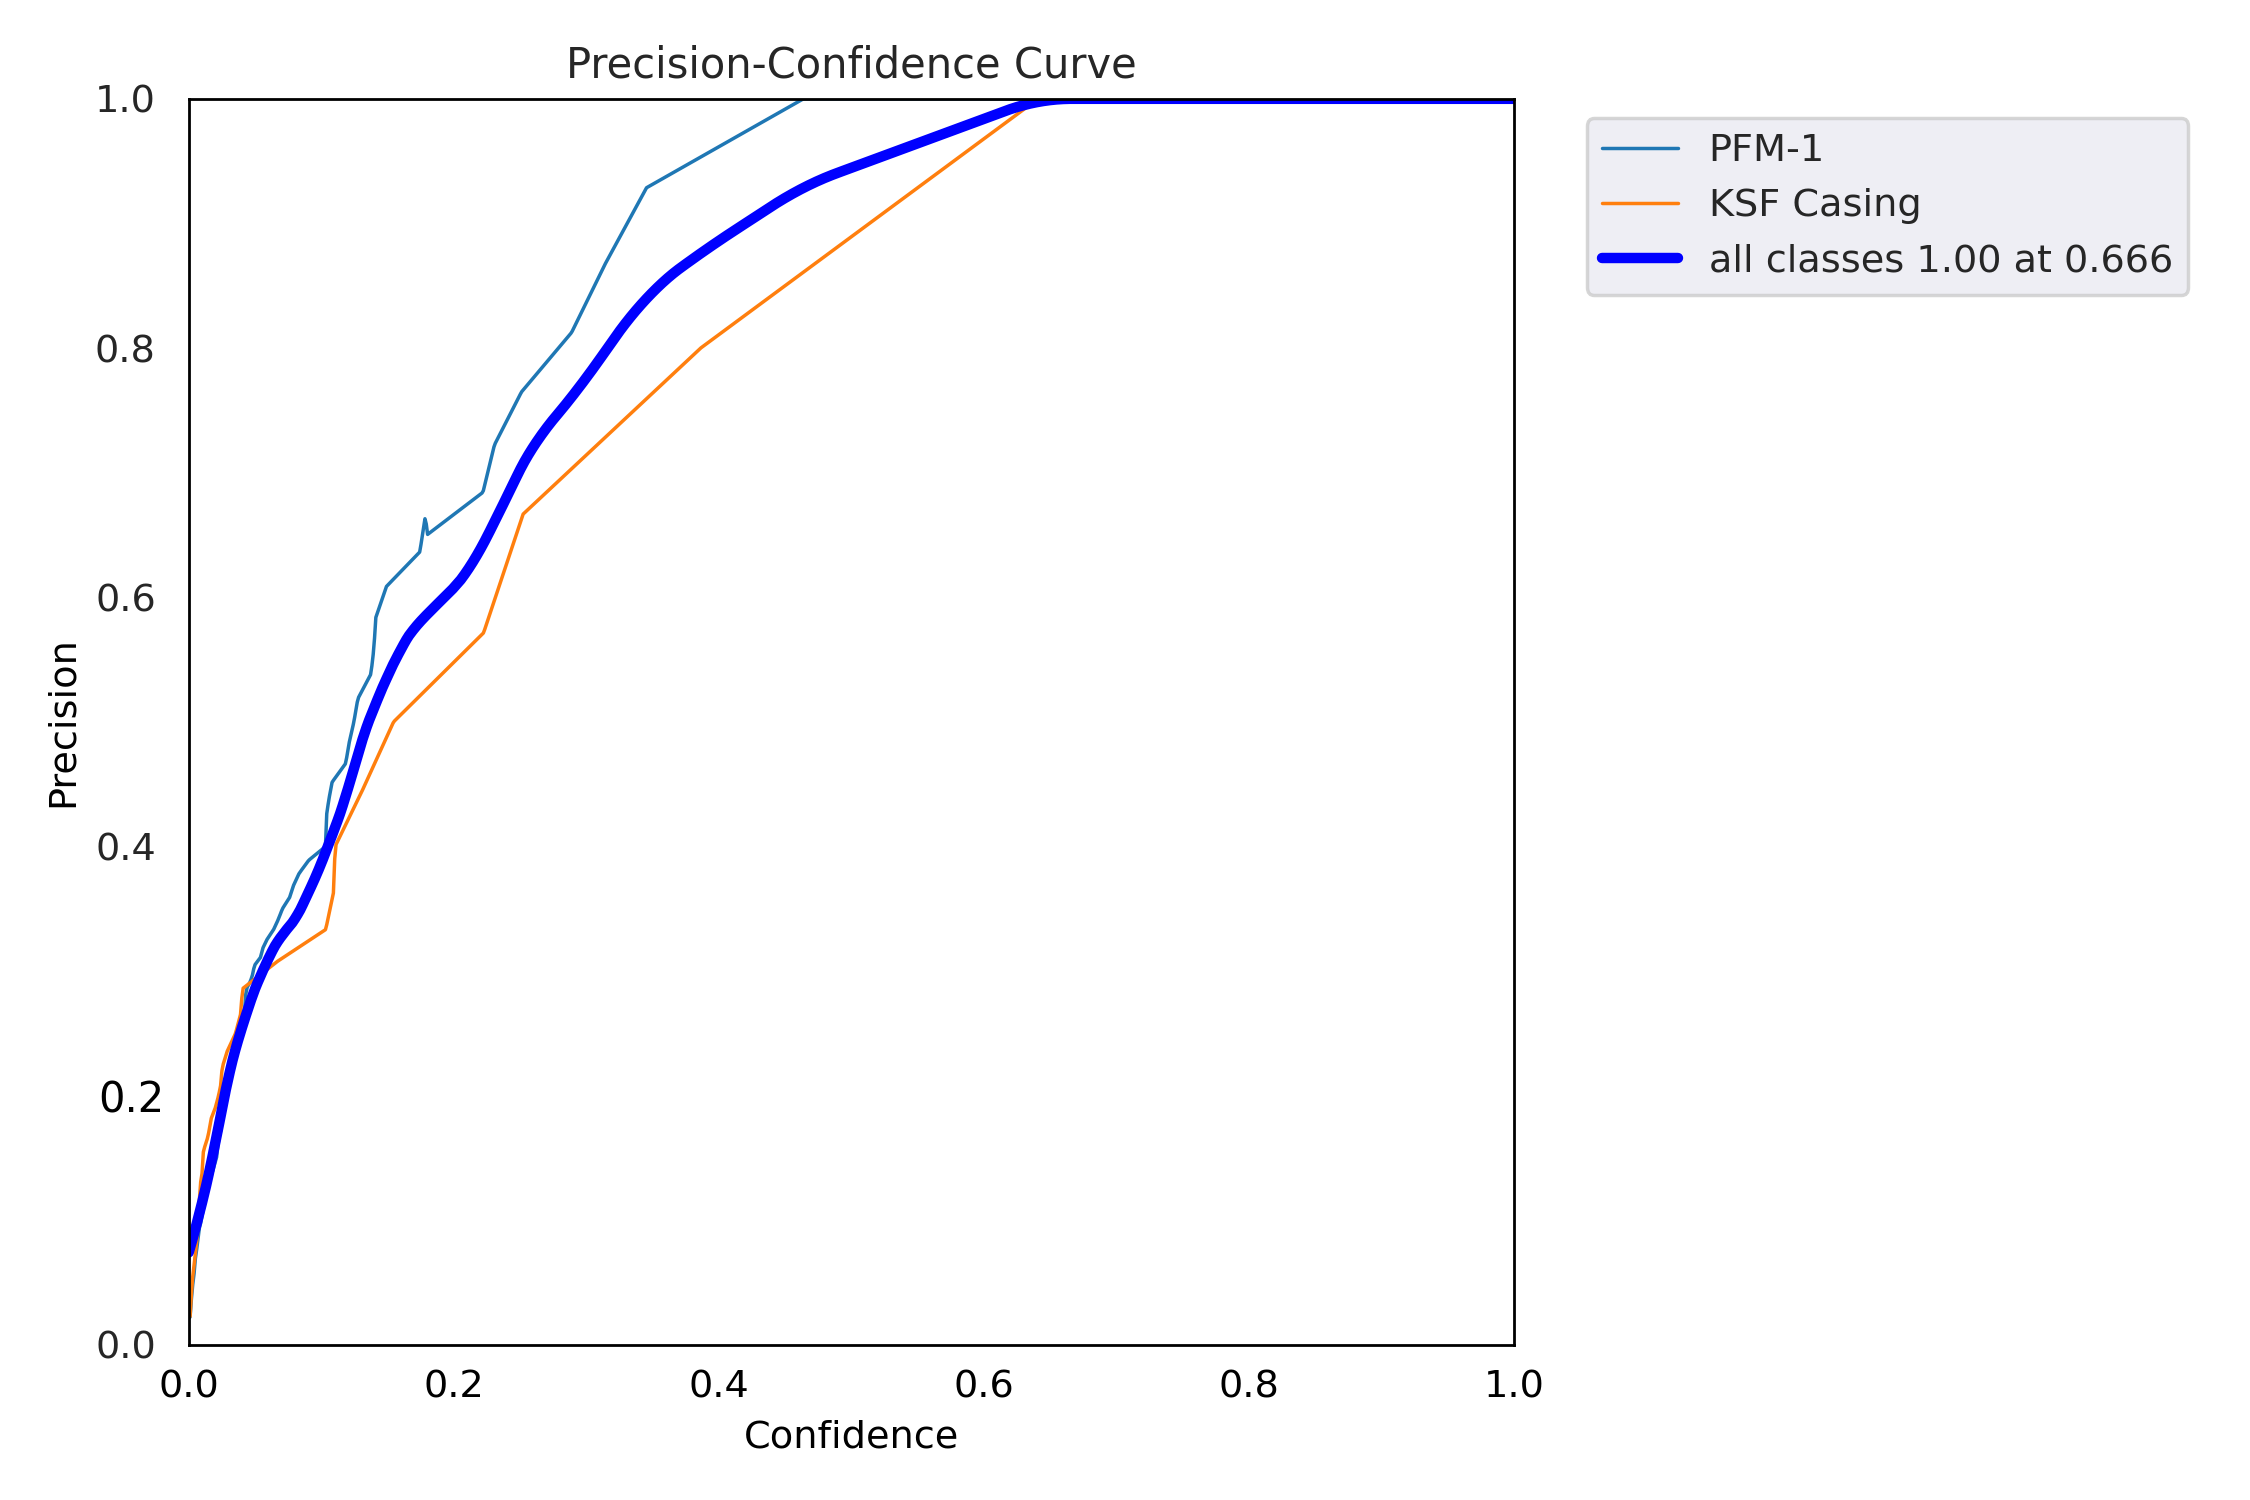 Precision-Confidence Curve
1.0
0.8
0.6
0.4
0.2
0.0
Precision
0.0 0.2 0.4 0.6 0.8 1.0
Confidence
PFM-1
KSF Casing
all classes 1.00 at 0.666